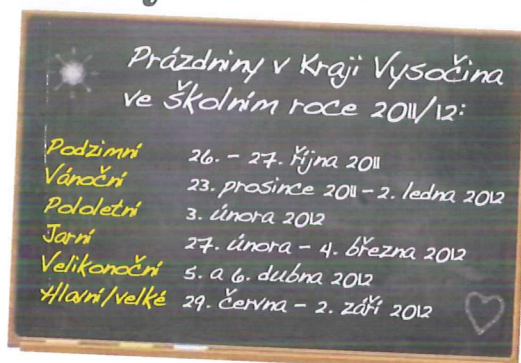 Prázdniny v Kraji Vysočina
ve školním roce 2011/12:
Podzimní 26. - 27. října 2011
Vánoční 23. prosince 2011 - 2. ledna 2012
Pololetní 3. února 2012
Jarní 27. února - 4. března 2012
Velikonoční 5. a 6. dubna 2012
Hlavní/velké 29. června - 2. září 2012